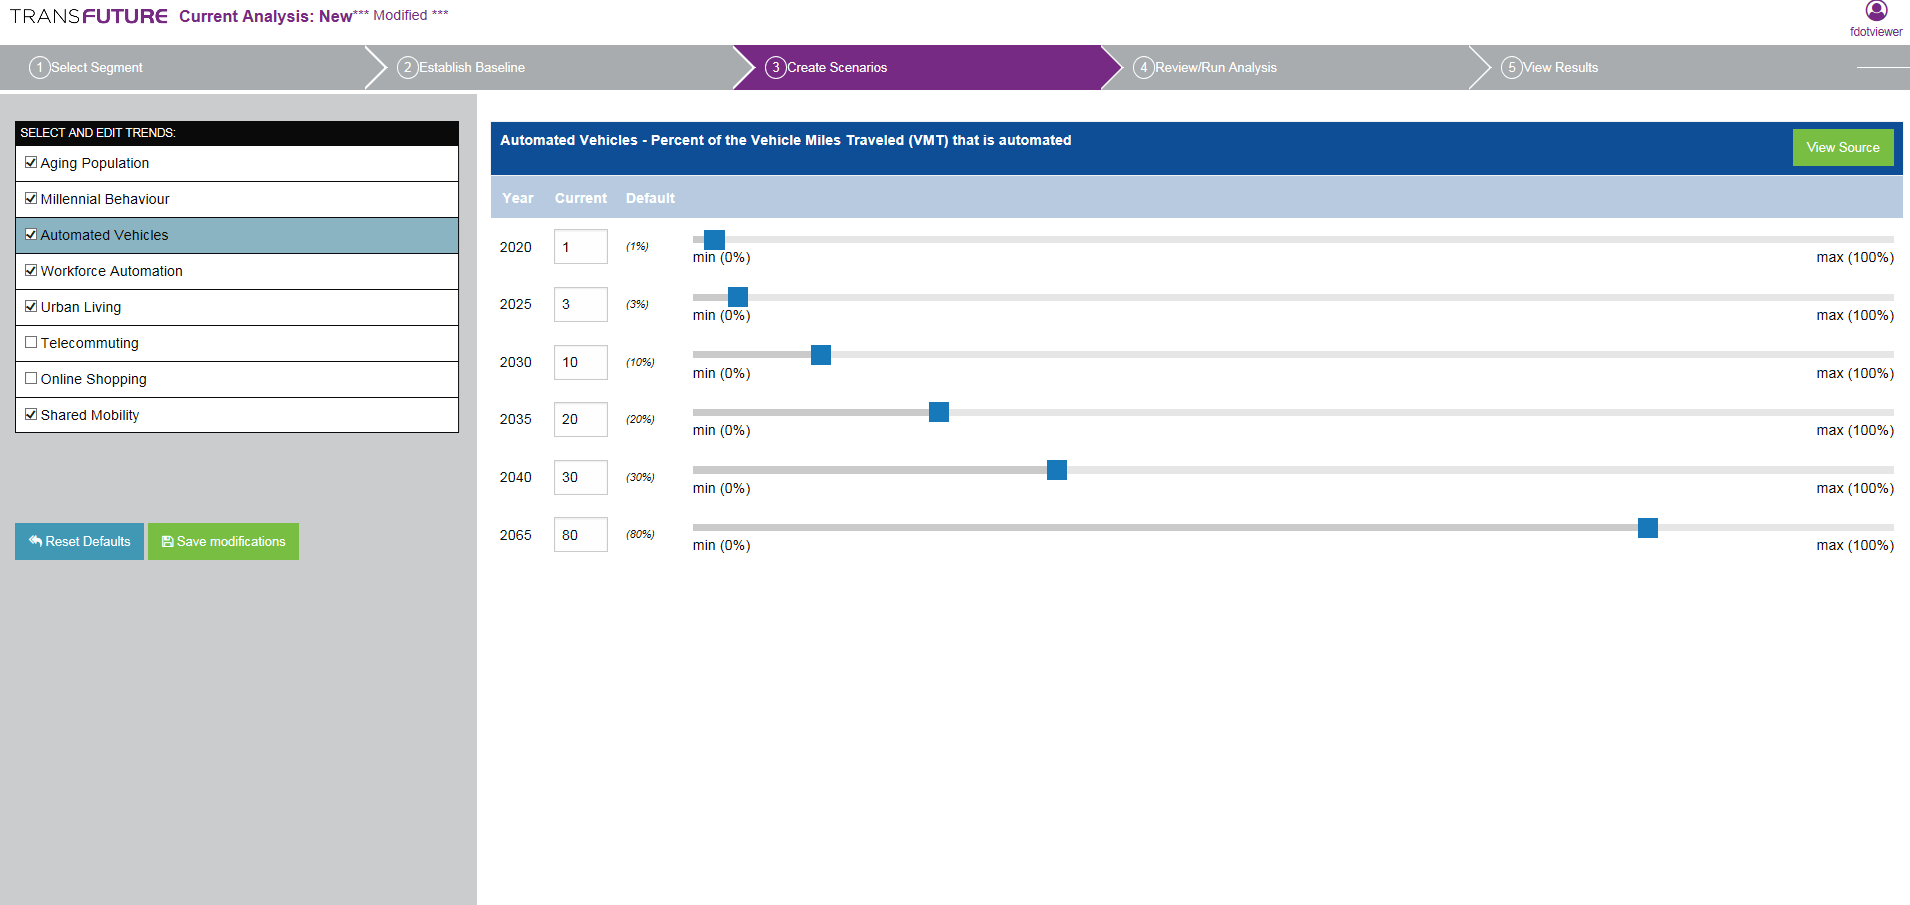 TRANSFUTURE Current Analysis: New*** Modified ***
fdotviewer
1 Select Segment
2 Establish Baseline
3 Create Scenarios
4 Review/Run Analysis
5 View Results
SELECT AND EDIT TRENDS:
Aging Population
Millennial Behaviour
Automated Vehicles
Workforce Automation
Urban Living
Telecommuting
Online Shopping
Shared Mobility
Reset Defaults
Save modifications
Automated Vehicles - Percent of the Vehicle Miles Traveled (VMT) that is automated
View Source
Year Current Default
2020 1 (1%)
min (0%) max (100%)
2025 3 (3%)
min (0%) max (100%)
2030 10 (10%)
min (0%) max (100%)
2035 20 (20%)
min (0%) max (100%)
2040 30 (30%)
min (0%) max (100%)
2065 80 (80%)
min (0%) max (100%)